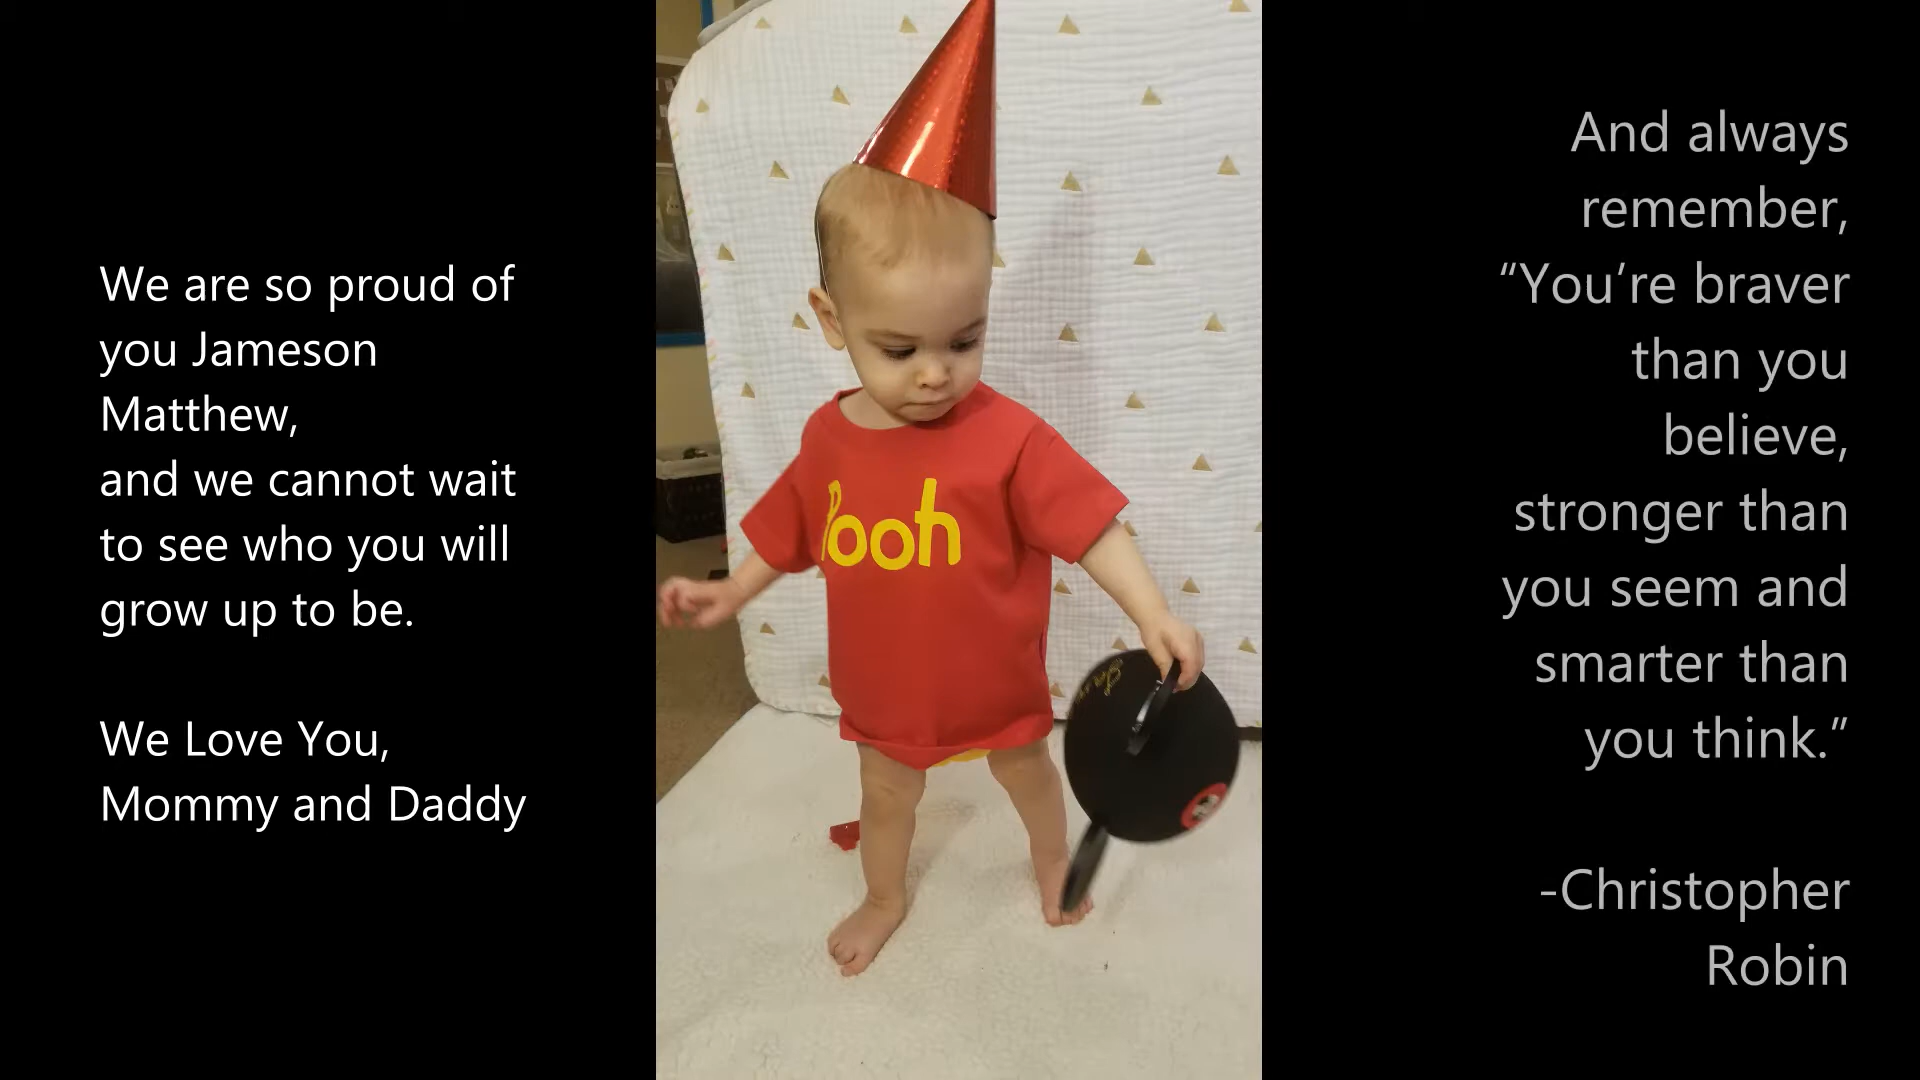 We are so proud of
you Jameson
Matthew,
and we cannot wait
to see who you will
grow up to be.
We Love You,
Mommy and Daddy
Pooh
And always
remember,
“You’re braver
than you
believe,
stronger than
you seem and
smarter than
you think.”
-Christopher
Robin